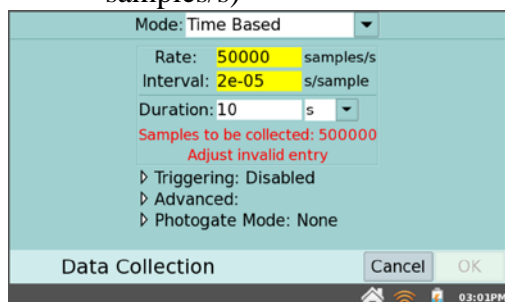 samples/s)
Mode: Time Based
Rate: 50000 samples/s
Interval: 2e-05 s/sample
Duration: 10 s
Samples to be collected: 500000
Adjust invalid entry
Triggering: Disabled
Advanced:
Photogate Mode: None
Data Collection Cancel OK
03:01PM